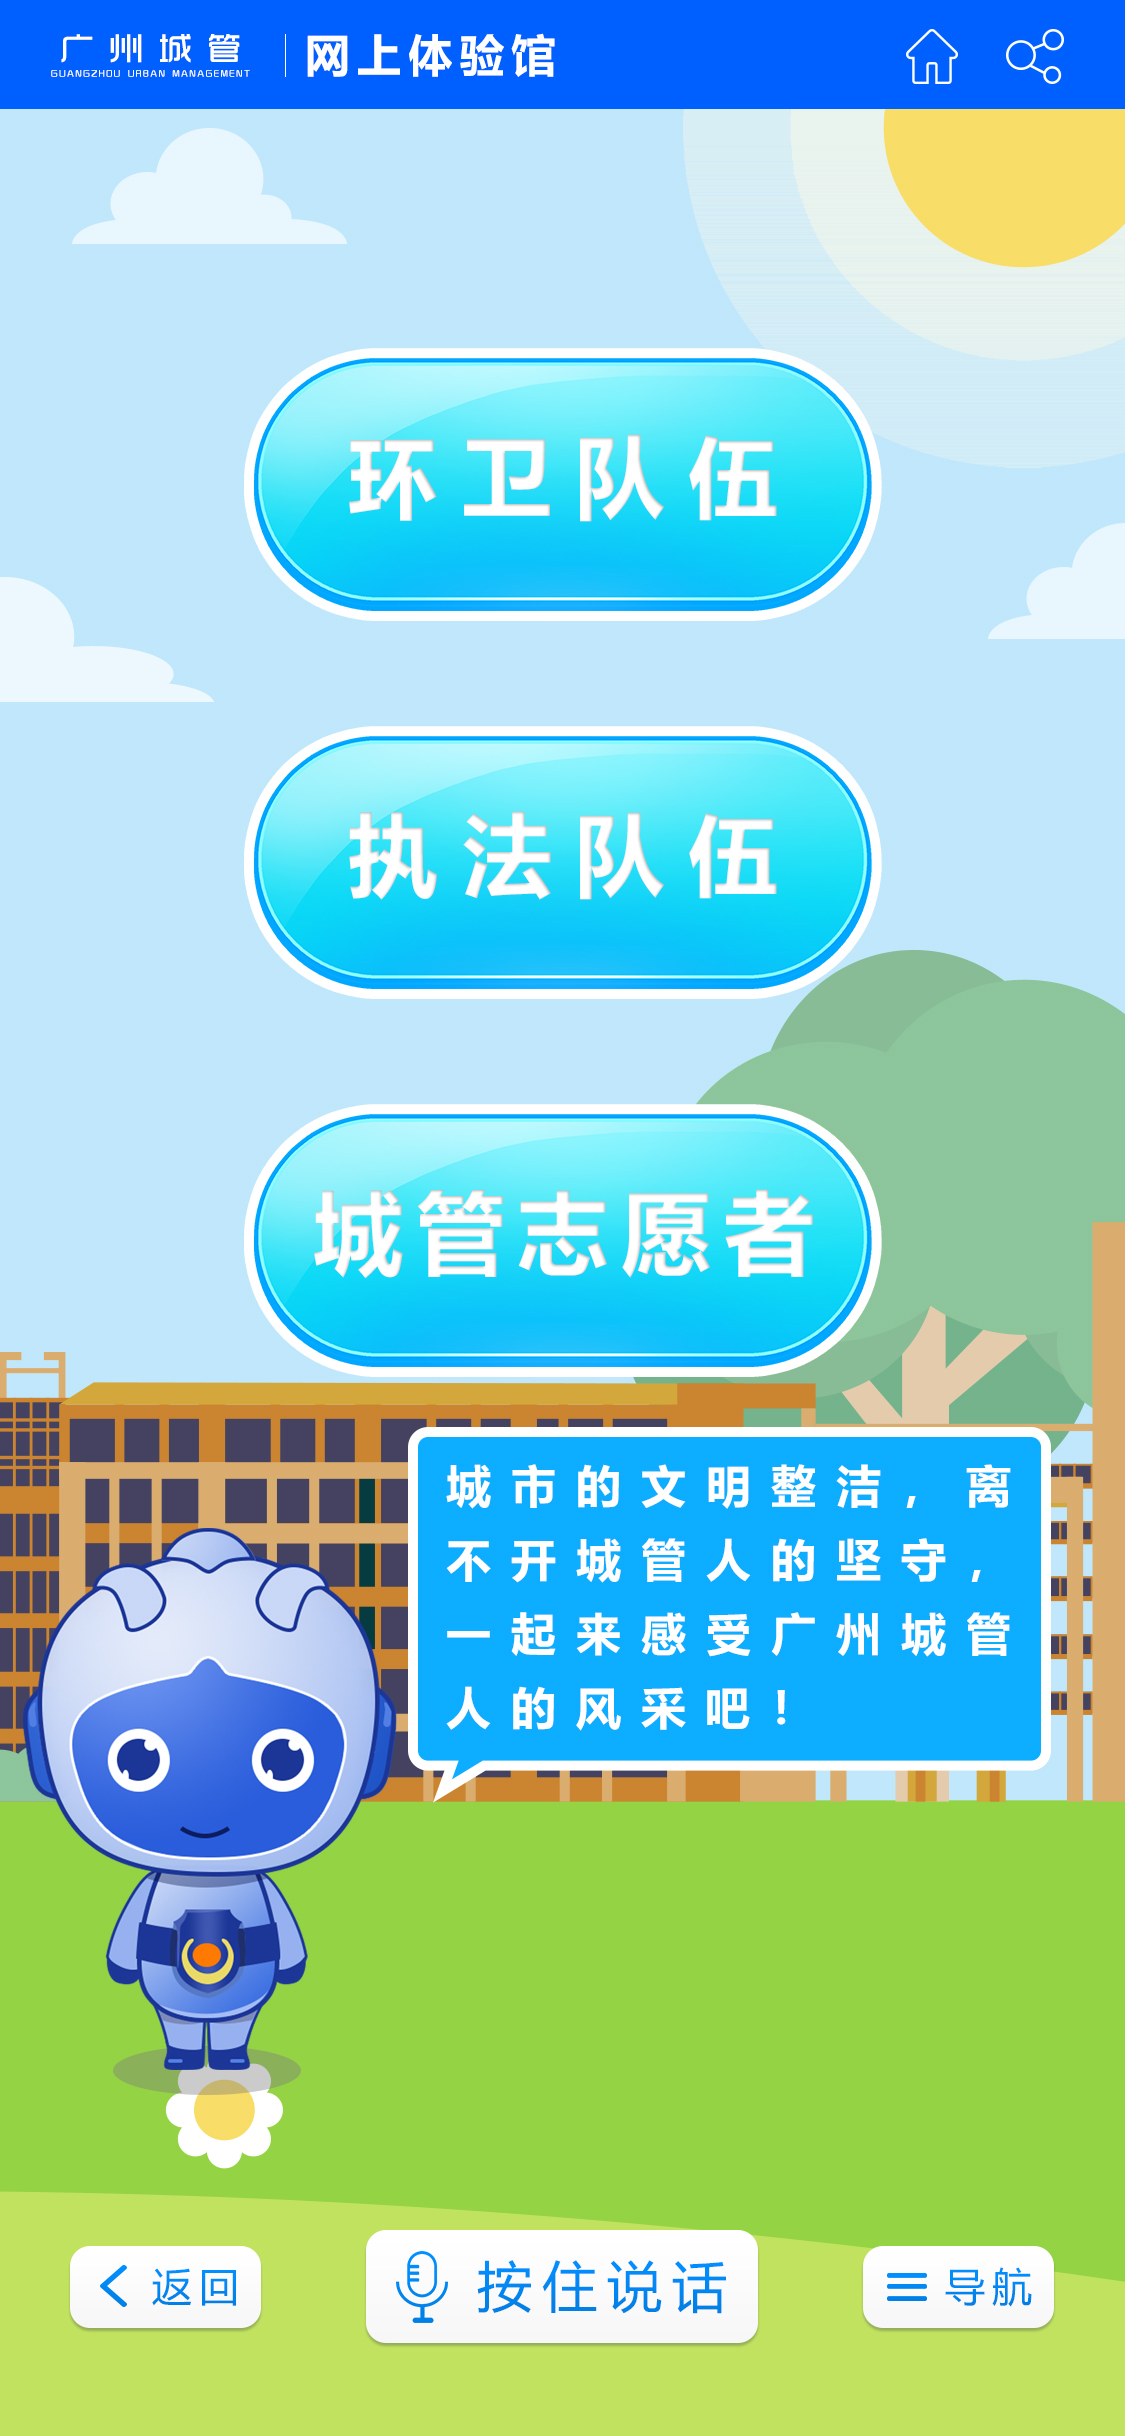 广州城管
GUANGZHOU URBAN MANAGEMENT
网上体验馆
环卫队伍
执法队伍
城管志愿者
城市的文明整洁，离
不开城管人的坚守，
一起来感受广州城管
人的风采吧！
返回
按住说话
导航